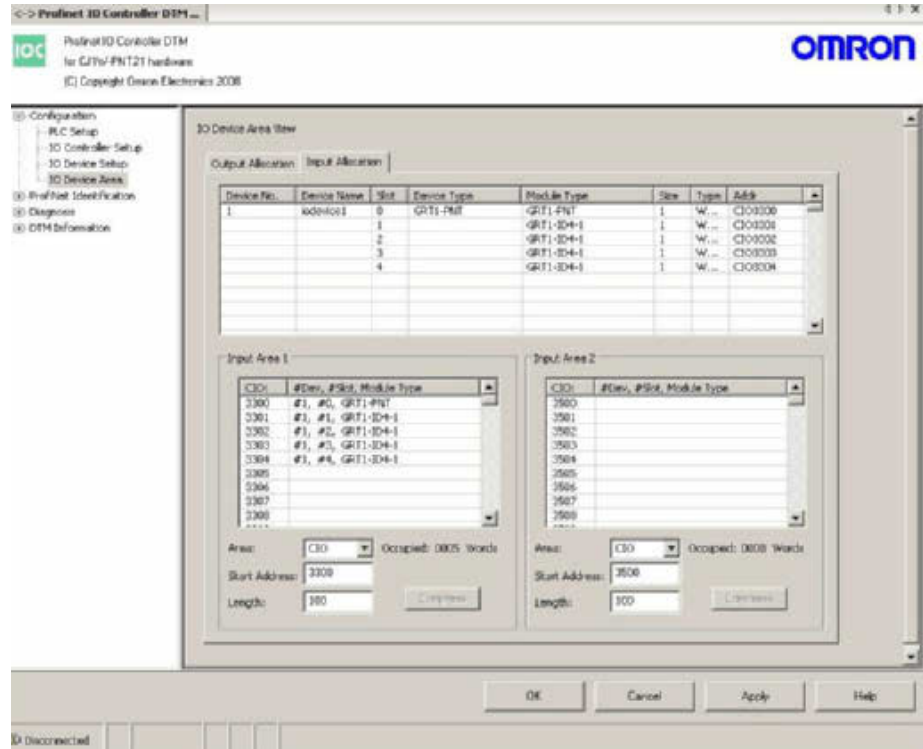 <-> Profinet IO Controller DTM ...
IOC
Profinet IO Controller DTM
for CJ1W-PNT21 hardware
(C) Copyright Omron Electronics 2008
OMRON
Configuration
PLC Setup
IO Controller Setup
IO Device Setup
IO Device Area
ProfiNet Identification
Diagnosis
DTM Information
IO Device Area View
Output Allocation Input Allocation
Device No. Device Name Slot Device Type Module Type Size Type Addr
1 iodevice1 0 GRT1-PNT GRT1-PNT 1 W... 
1 GRT1-ID4-1 1 W... 
2 GRT1-ID4-1 1 W... 
3 GRT1-ID4-1 1 W... 
4 GRT1-ID4-1 1 W... 
Input Area 1 Input Area 2
CIO: #Dev, #Slot, Module Type CIO: #Dev, #Slot, Module Type
3300 #1, #0, GRT1-PNT 3500
3301 #1, #1, GRT1-ID4-1 3501
3302 #1, #2, GRT1-ID4-1 3502
3303 #1, #3, GRT1-ID4-1 3503
3304 #1, #4, GRT1-ID4-1 3504
3305 3505
3306 3506
3307 3507
3308 3508
Area: CIO Occupied: 0005 Words Area: CIO Occupied: 0000 Words
Start Address: 3300 Start Address: 3500
Length: 100 Compress Length: 100 Compress
OK Cancel Apply Help
Disconnected